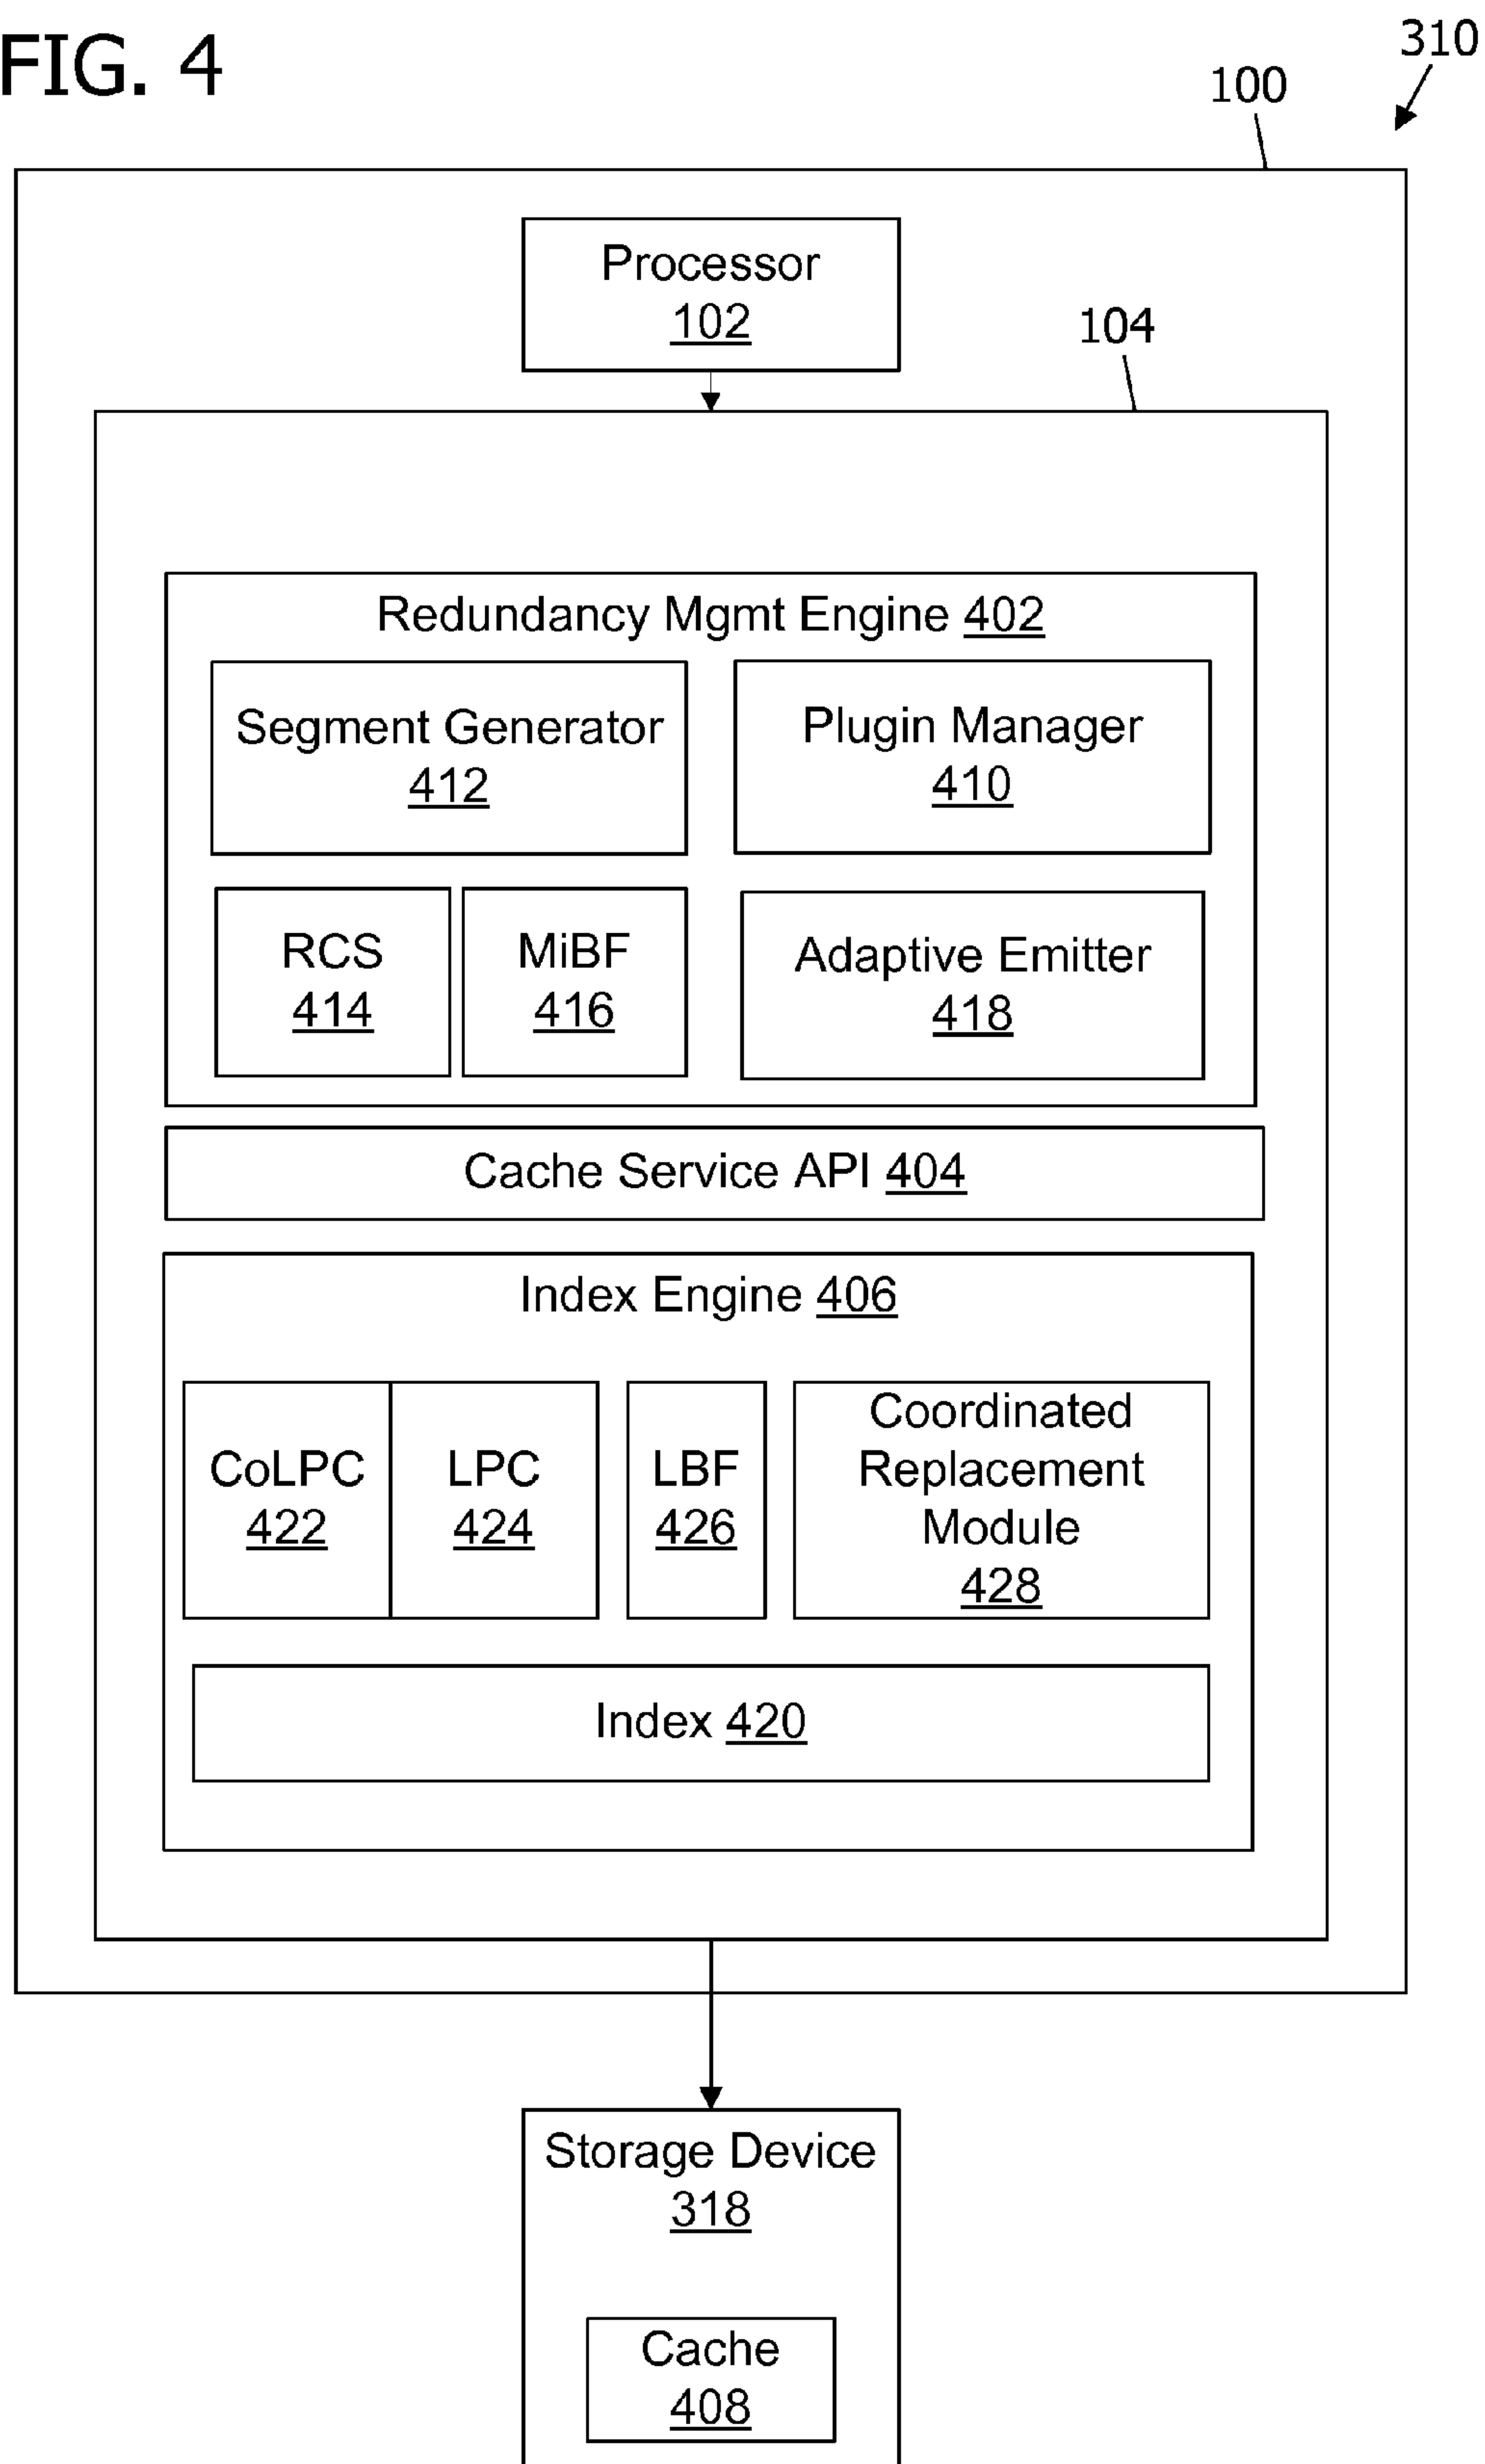 FIG. 4
310
100
Processor
102
104
Redundancy Mgmt Engine 402
Segment Generator
412
Plugin Manager
410
RCS
414
MiBF
416
Adaptive Emitter
418
Cache Service API 404
Index Engine 406
CoLPC
422
LPC
424
LBF
426
Coordinated
Replacement
Module
428
Index 420
Storage Device
318
Cache
408